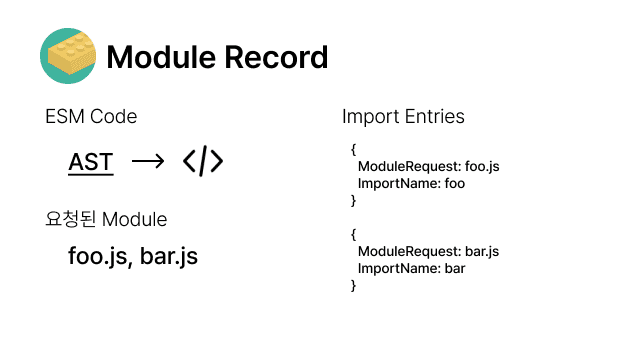 Module Record
ESM Code
AST
요청된 Module
foo.js, bar.js
Import Entries
{
ModuleRequest: foo.js
ImportName: foo
}
{
ModuleRequest: bar.js
ImportName: bar
}